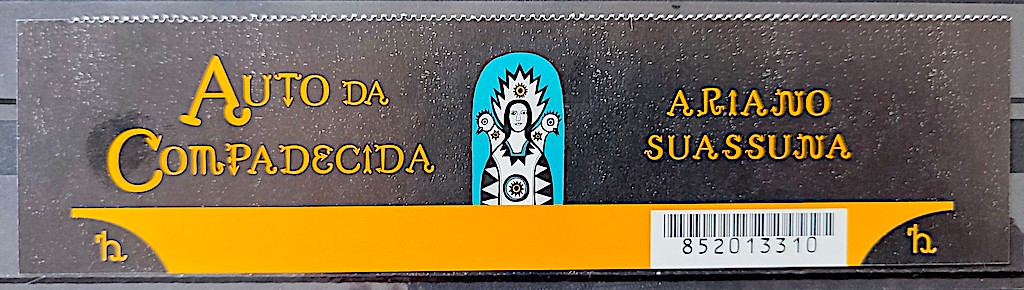 AUTO DA
COMPADECIDA
ARIANO
SUASSUNA
852013310
h
h